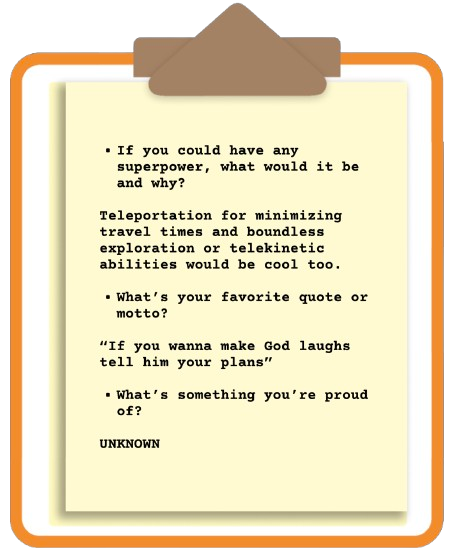 • If you could have any
superpower, what would it be
and why?
Teleportation for minimizing
travel times and boundless
exploration or telekinetic
abilities would be cool too.
• What’s your favorite quote or
motto?
“If you wanna make God laughs
tell him your plans”
• What’s something you’re proud
of?
UNKNOWN